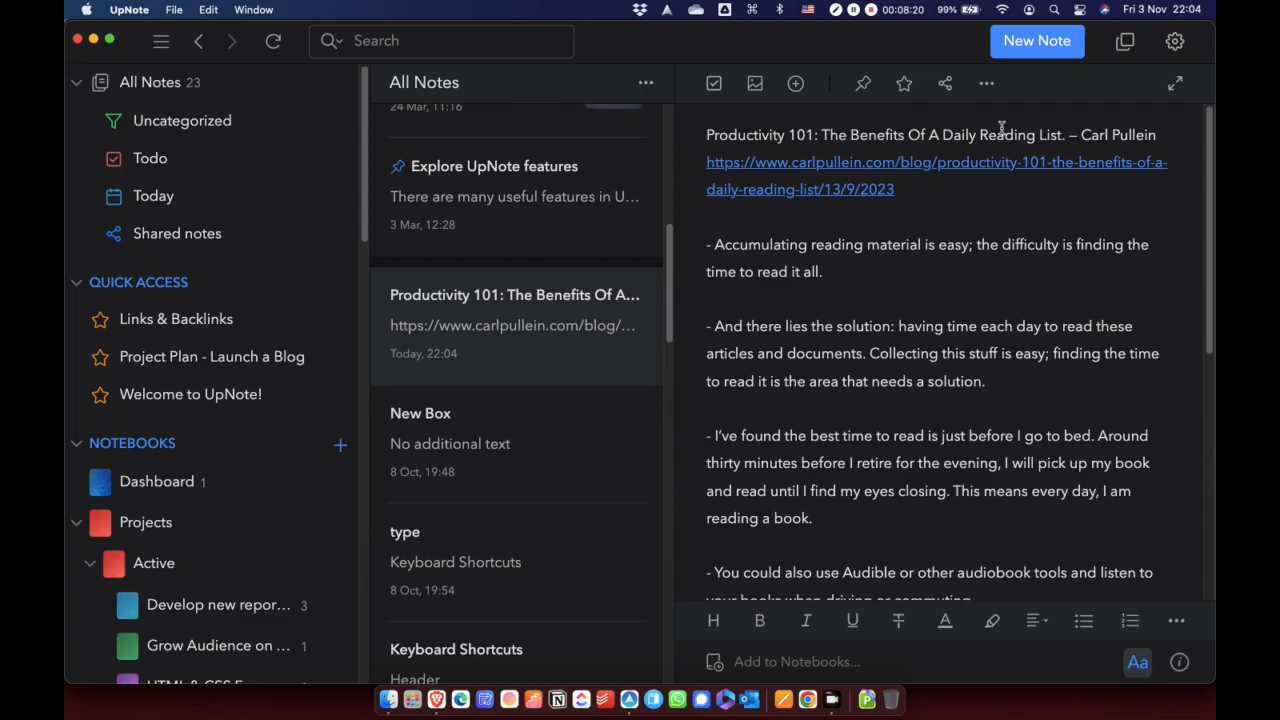 UpNote File Edit Window
00:08:20 99% Fri 3 Nov 22:04
Search
New Note
All Notes 23
Uncategorized
Todo
Today
Shared notes
QUICK ACCESS
Links & Backlinks
Project Plan - Launch a Blog
Welcome to UpNote!
NOTEBOOKS
Dashboard 1
Projects
Active
Develop new repor... 3
Grow Audience on ... 1
All Notes
24 Mar, 11:16
Explore UpNote features
There are many useful features in U...
3 Mar, 12:28
Productivity 101: The Benefits Of A...
https://www.carlpullein.com/blog/...
Today, 22:04
New Box
No additional text
8 Oct, 19:48
type
Keyboard Shortcuts
8 Oct, 19:54
Keyboard Shortcuts
Header
Productivity 101: The Benefits Of A Daily Reading List. – Carl Pullein
https://www.carlpullein.com/blog/productivity-101-the-benefits-of-a-
daily-reading-list/13/9/2023
- Accumulating reading material is easy; the difficulty is finding the
time to read it all.
- And there lies the solution: having time each day to read these
articles and documents. Collecting this stuff is easy; finding the time
to read it is the area that needs a solution.
- I’ve found the best time to read is just before I go to bed. Around
thirty minutes before I retire for the evening, I will pick up my book
and read until I find my eyes closing. This means every day, I am
reading a book.
- You could also use Audible or other audiobook tools and listen to
your books when driving or commuting.
H B I U T A
Add to Notebooks...
Aa